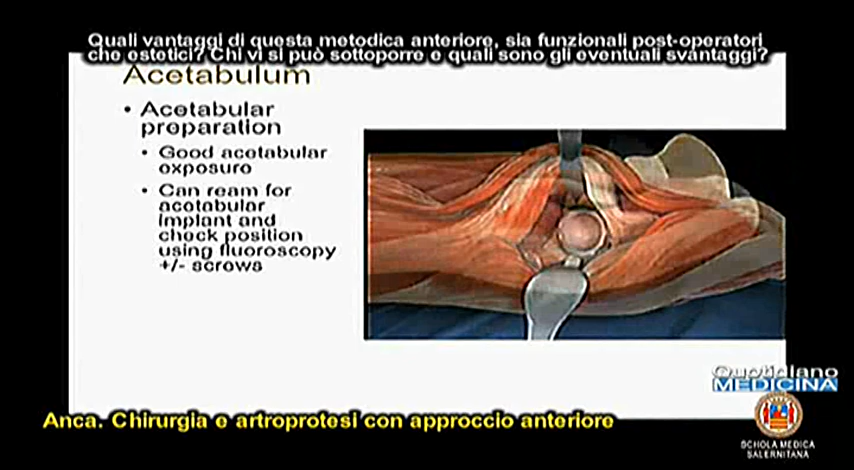 Quali vantaggi di questa metodica anteriore, sia funzionali post-operatori
che estetici? Chi vi si può sottoporre e quali sono gli eventuali svantaggi?
Acetabulum
• Acetabular
preparation
• Good acetabular
exposure
• Can ream for
acetabular
implant and
check position
using fluoroscopy
+/- screws
Quotidiano
MEDICINA
Anca. Chirurgia e artroprotesi con approccio anteriore
SCHOLA MEDICA
SALERNITANA